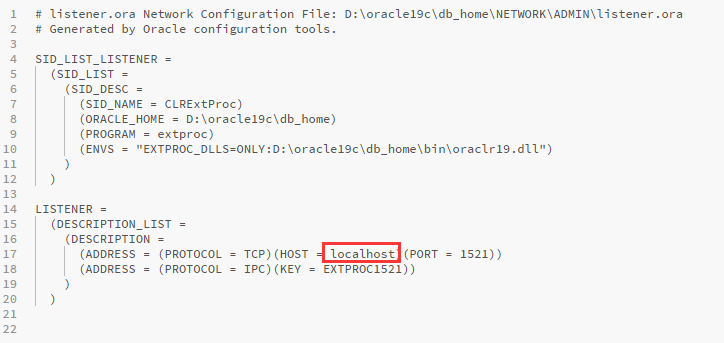 1 # listener.ora Network Configuration File: D:\oracle19c\db_home\NETWORK\ADMIN\listener.ora
2 # Generated by Oracle configuration tools.
3
4 SID_LIST_LISTENER =
5 (SID_LIST =
6 (SID_DESC =
7 (SID_NAME = CLRExtProc)
8 (ORACLE_HOME = D:\oracle19c\db_home)
9 (PROGRAM = extproc)
10 (ENVS = "EXTPROC_DLLS=ONLY:D:\oracle19c\db_home\bin\oraclr19.dll")
11 )
12 )
13
14 LISTENER =
15 (DESCRIPTION_LIST =
16 (DESCRIPTION =
17 (ADDRESS = (PROTOCOL = TCP)(HOST = localhost (PORT = 1521))
18 (ADDRESS = (PROTOCOL = IPC)(KEY = EXTPROC1521))
19 )
20 )
21
22